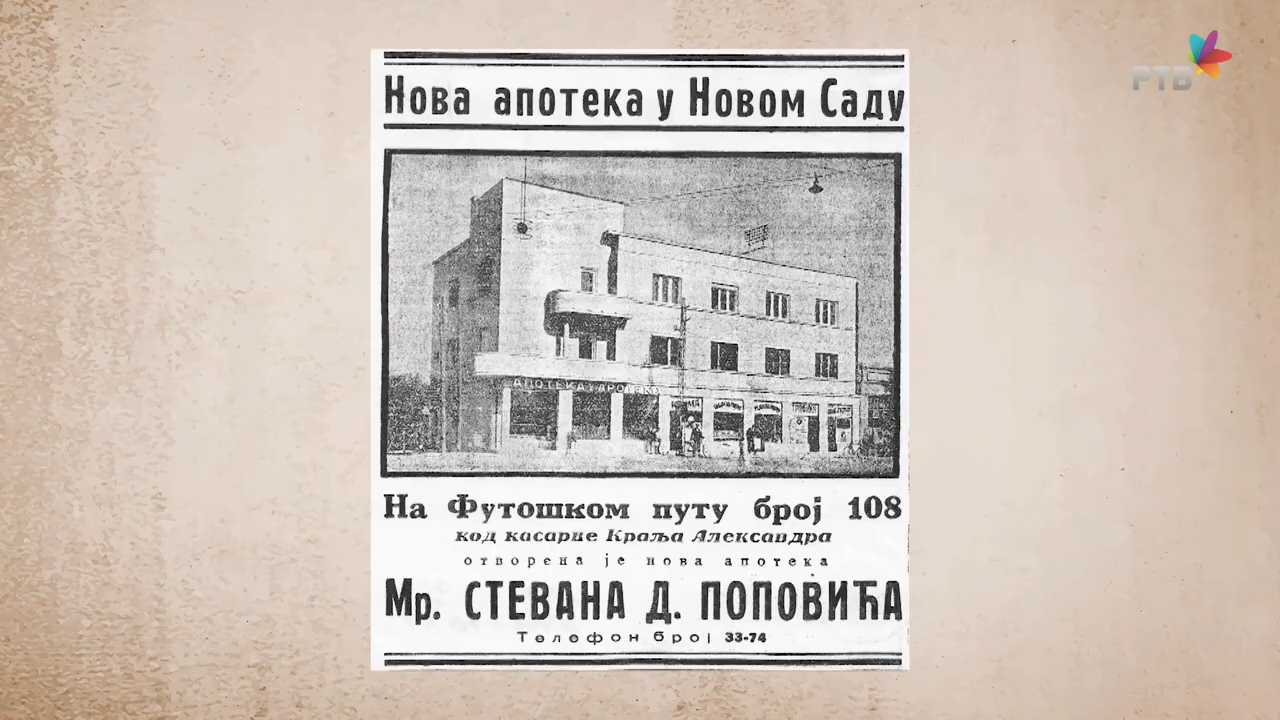 РТВ
Нова апотека у Новом Саду
АПОТЕКА
На Футошком путу број 108
код касарне Краља Александра
отворена је нова апотека
Мр. СТЕВАНА Д. ПОПОВИЋА
Телефон број 33-74